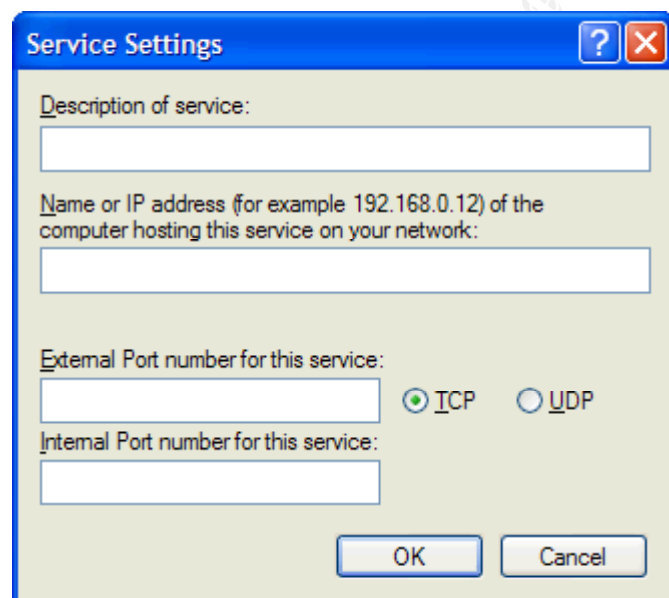 Service Settings
Description of service:
Name or IP address (for example 192.168.0.12) of the
computer hosting this service on your network:
External Port number for this service:
TCP UDP
Internal Port number for this service:
OK Cancel